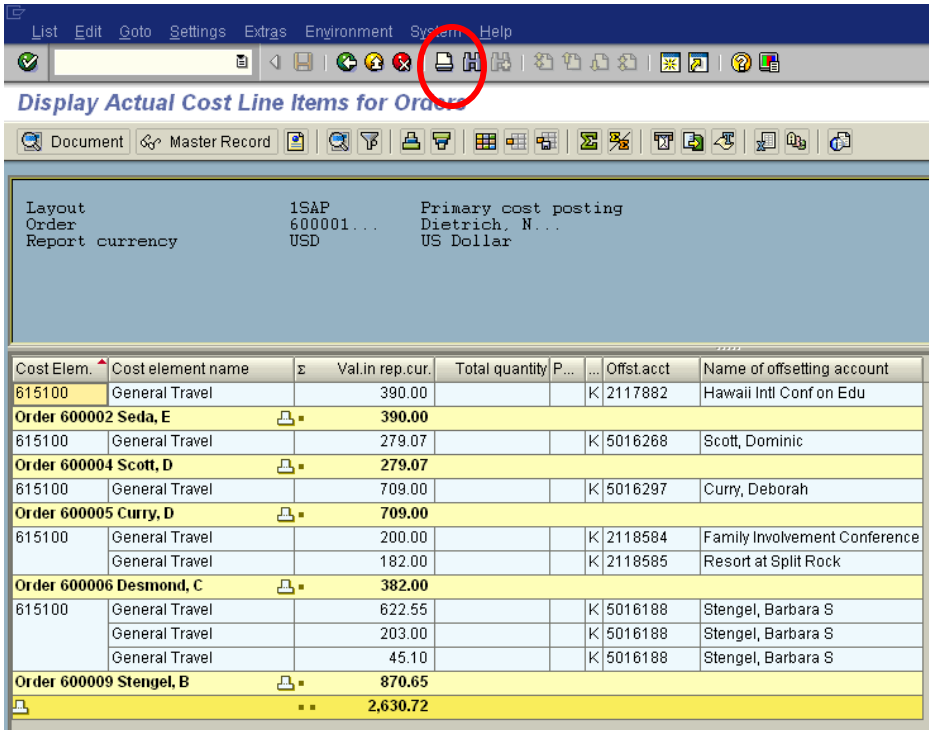 List Edit Goto Settings Extras Environment System Help
Display Actual Cost Line Items for Orders
Document Master Record
Layout 1SAP Primary cost posting
Order 600001... Dietrich, N...
Report currency USD US Dollar
Cost Elem. Cost element name Σ Val.in rep.cur. Total quantity P... ... Offst.acct Name of offsetting account
615100 General Travel 390.00 K 2117882 Hawaii Intl Conf on Edu
Order 600002 Seda, E 390.00
615100 General Travel 279.07 K 5016268 Scott, Dominic
Order 600004 Scott, D 279.07
615100 General Travel 709.00 K 5016297 Curry, Deborah
Order 600005 Curry, D 709.00
615100 General Travel 200.00 K 2118584 Family Involvement Conference
General Travel 182.00 K 2118585 Resort at Split Rock
Order 600006 Desmond, C 382.00
615100 General Travel 622.55 K 5016188 Stengel, Barbara S
General Travel 203.00 K 5016188 Stengel, Barbara S
General Travel 45.10 K 5016188 Stengel, Barbara S
Order 600009 Stengel, B 870.65
2,630.72